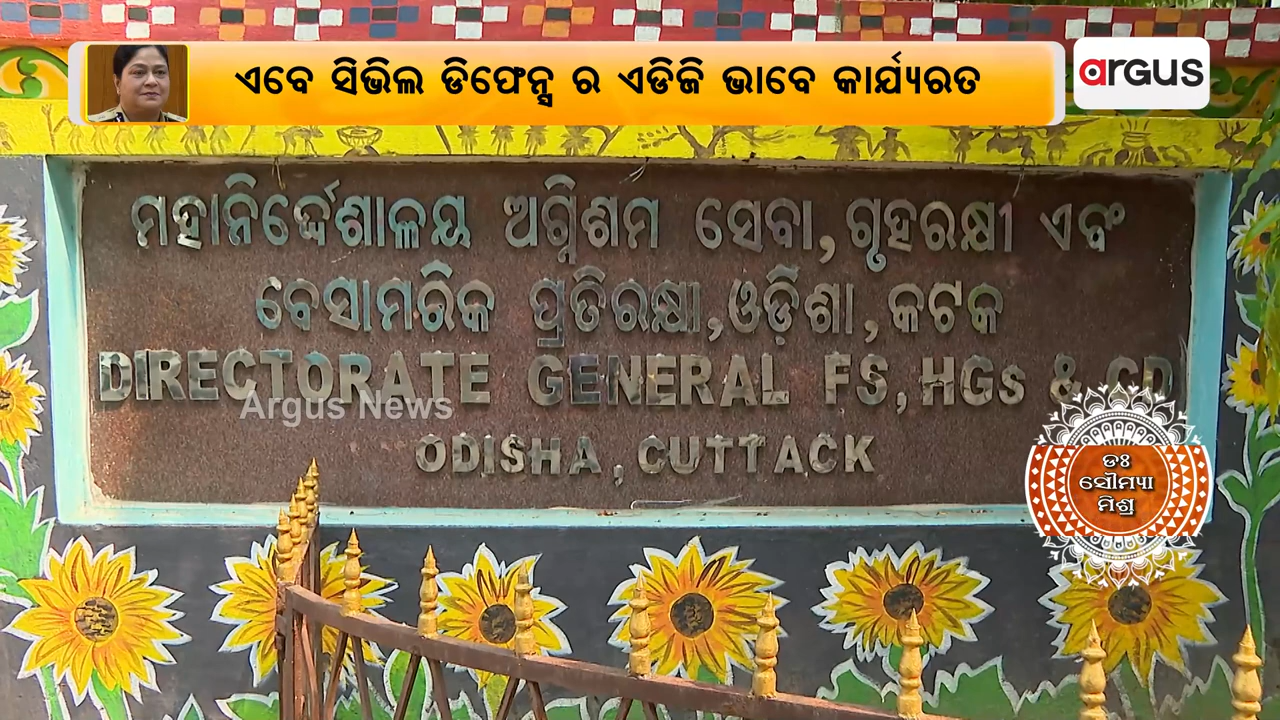 ଏବେ ସିଭିଲ ଡିଫେନ୍ସ ର ଏଡିଜି ଭାବେ କାର୍ଯ୍ୟରତ
argus
ମହାନିର୍ଦ୍ଦେଶାଳୟ ଅଗ୍ନିଶମ ସେବା,ଗୃହରକ୍ଷୀ ଏବଂ
ବେସାମରିକ ପ୍ରତିରକ୍ଷା,ଓଡ଼ିଶା,କଟକ
DIRECTORATE GENERAL FS,HGS & CD
Argus News
ODISHA,CUTTACK
ଡଃ
ସୌମ୍ୟା
ମିଶ୍ର